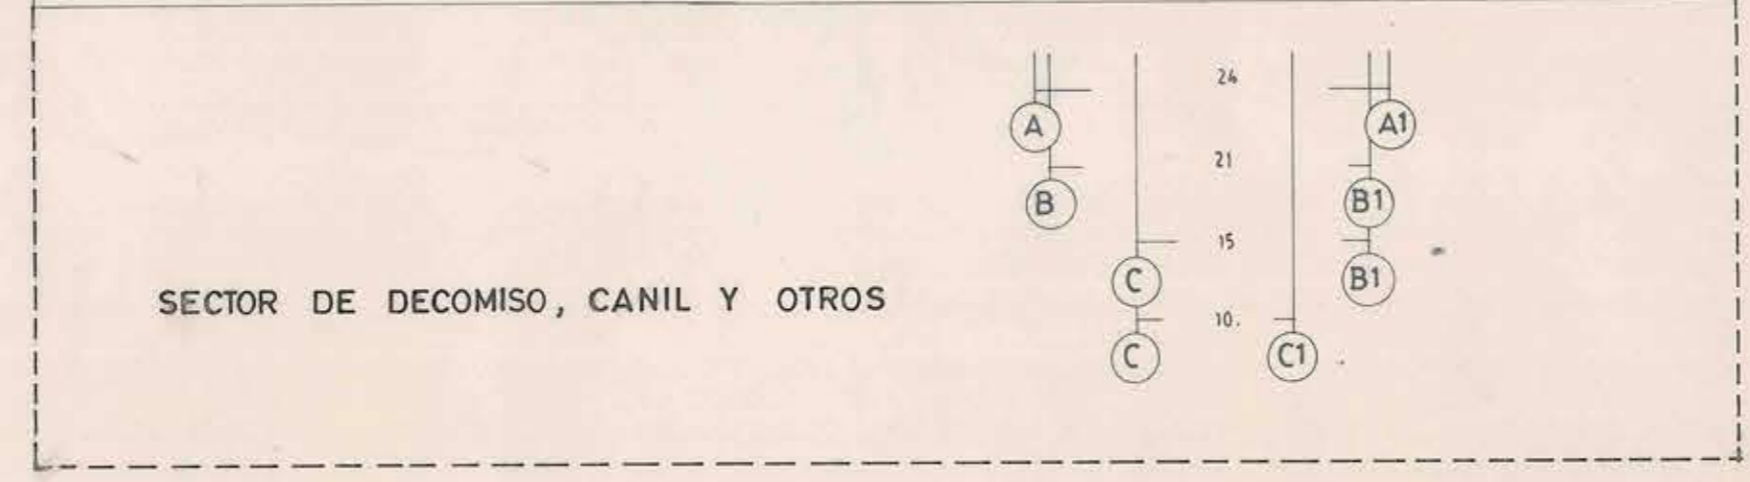 24
A A1
21
B B1
15
SECTOR DE DECOMISO, CANIL Y OTROS
C B1
10.
C C1